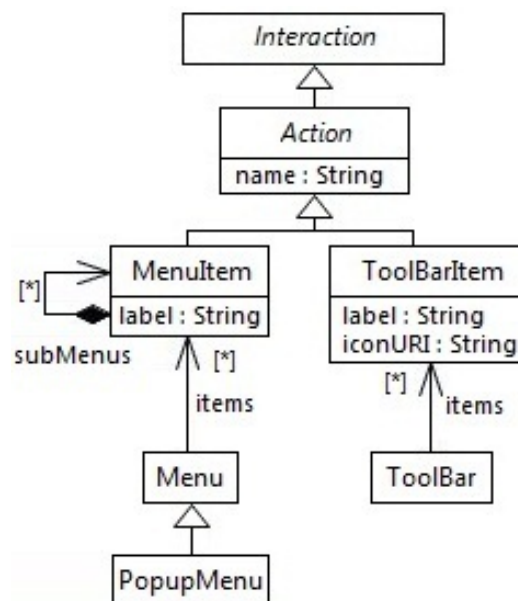 Interaction
Action
name : String
MenuItem
ToolBarItem
[*]
label : String
label : String
iconURI : String
subMenus
[*]
[*]
items
items
Menu
ToolBar
PopupMenu